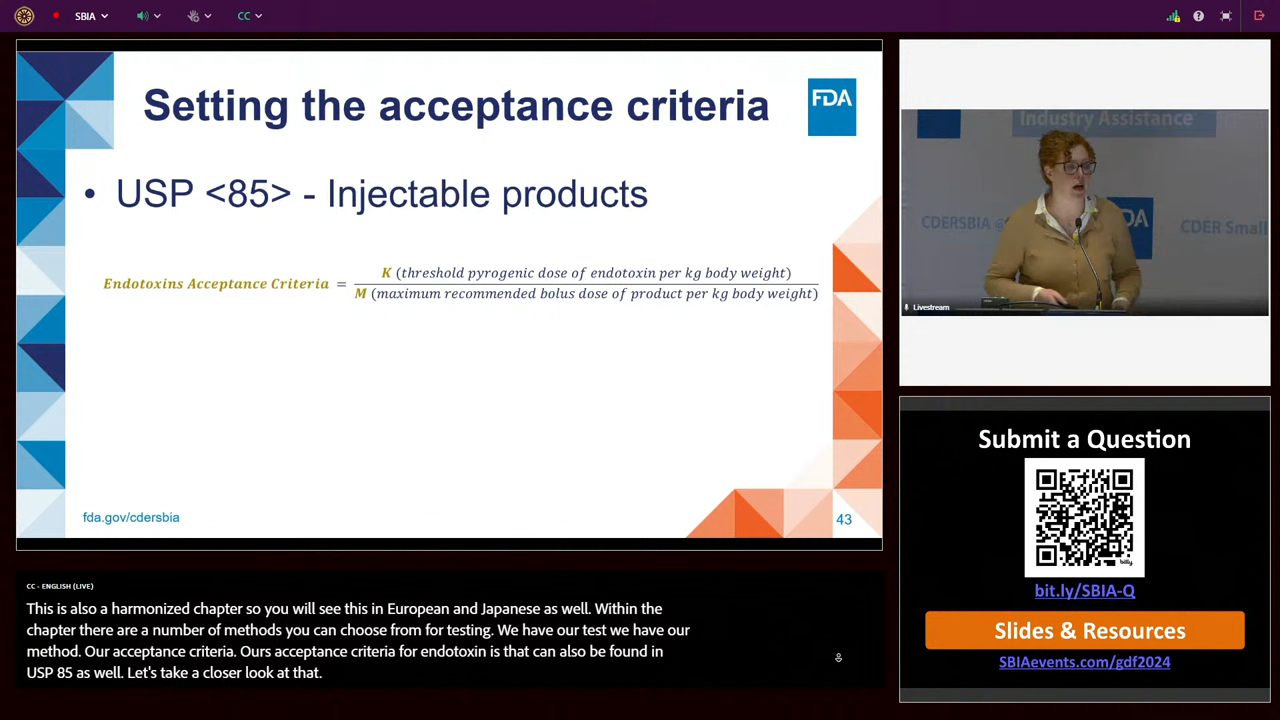 SBIA
CC
Setting the acceptance criteria
FDA
• USP <85> - Injectable products
Endotoxins Acceptance Criteria = K (threshold pyrogenic dose of endotoxin per kg body weight)
M (maximum recommended bolus dose of product per kg body weight)
fda.gov/cdersbia
43
Industry Assistance
CDERSBIA @
FDA
CDER Small
Livestream
Submit a Question
bitly
bit.ly/SBIA-Q
Slides & Resources
SBIAevents.com/gdf2024
CC - ENGLISH (LIVE)
This is also a harmonized chapter so you will see this in European and Japanese as well. Within the
chapter there are a number of methods you can choose from for testing. We have our test we have our
method. Our acceptance criteria. Ours acceptance criteria for endotoxin is that can also be found in
USP 85 as well. Let's take a closer look at that.